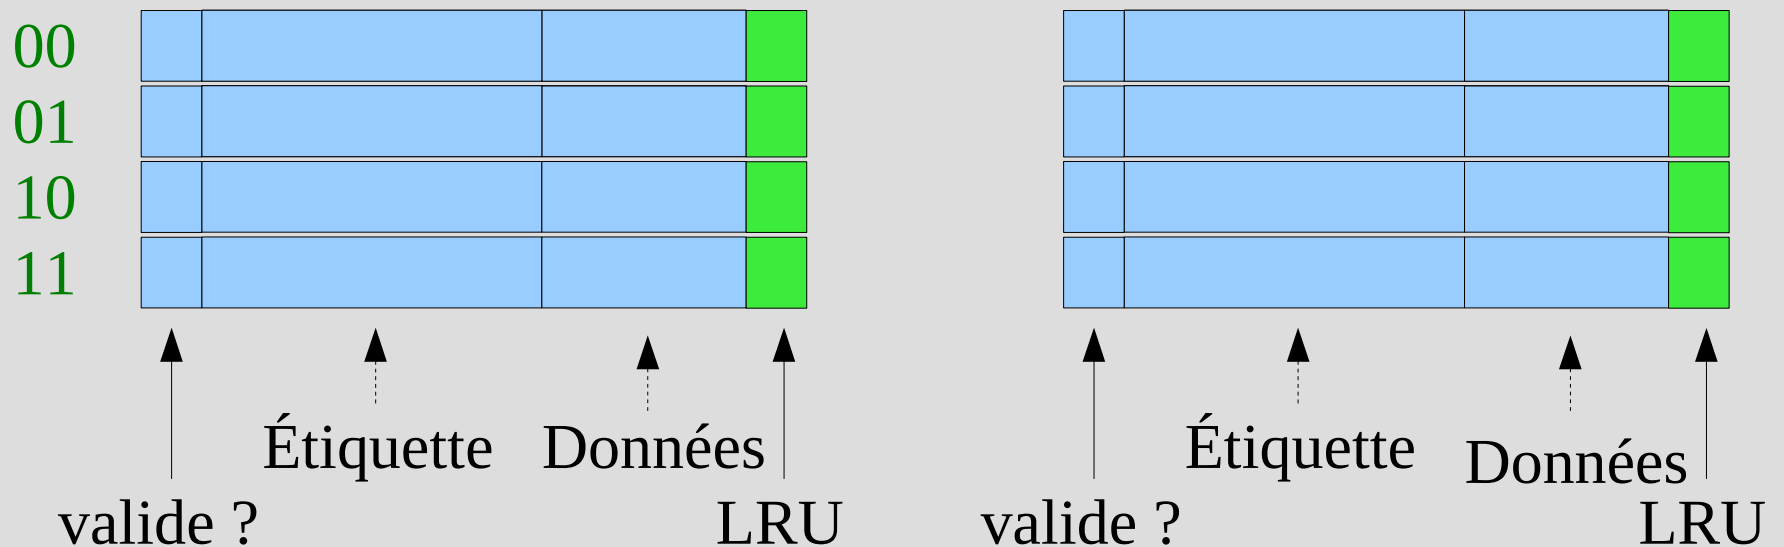 00
01
10
11
Étiquette
Données
valide ?
LRU
Étiquette
Données
valide ?
LRU